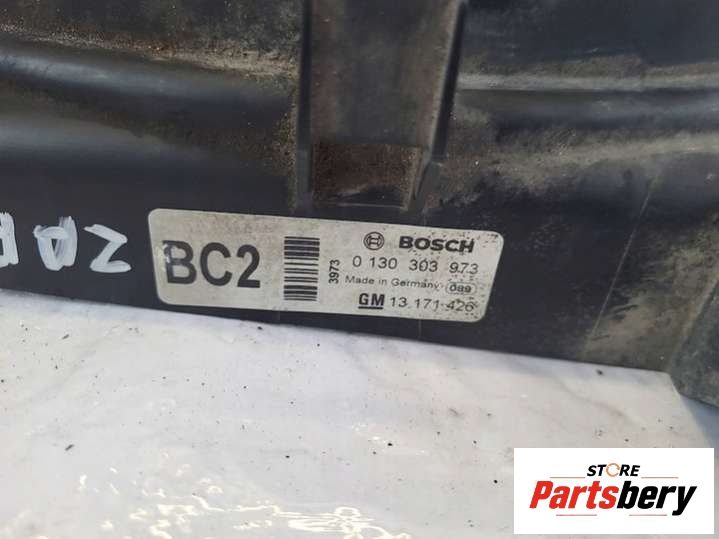 BC2
3973
BOSCH
0 130 303 973
Made in Germany 089
GM 13 171 426
STORE
Partsbery